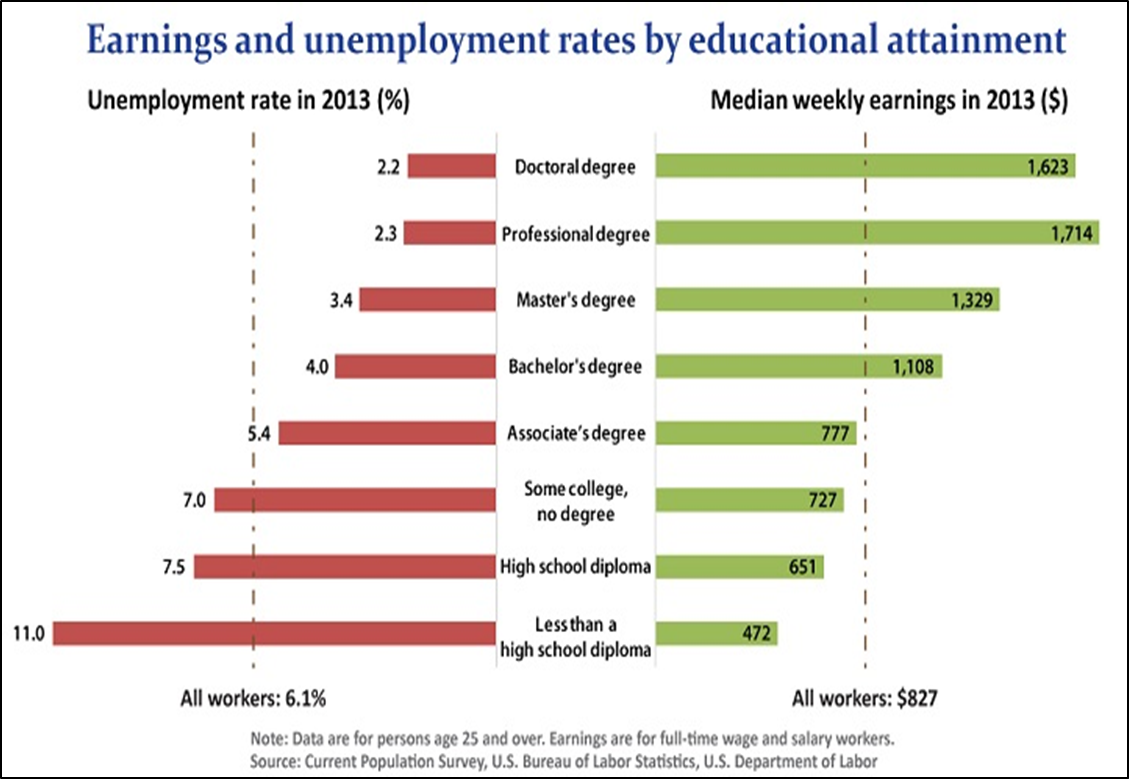 Earnings and unemployment rates by educational attainment
Unemployment rate in 2013 (%)
Median weekly earnings in 2013 ($)
2.2 Doctoral degree 1,623
2.3 Professional degree 1,714
3.4 Master's degree 1,329
4.0 Bachelor's degree 1,108
5.4 Associate's degree 777
7.0 Some college, 727
no degree
7.5 High school diploma 651
11.0 Less than a 472
high school diploma
All workers: 6.1%
All workers: $827
Note: Data are for persons age 25 and over. Earnings are for full-time wage and salary workers.
Source: Current Population Survey, U.S. Bureau of Labor Statistics, U.S. Department of Labor